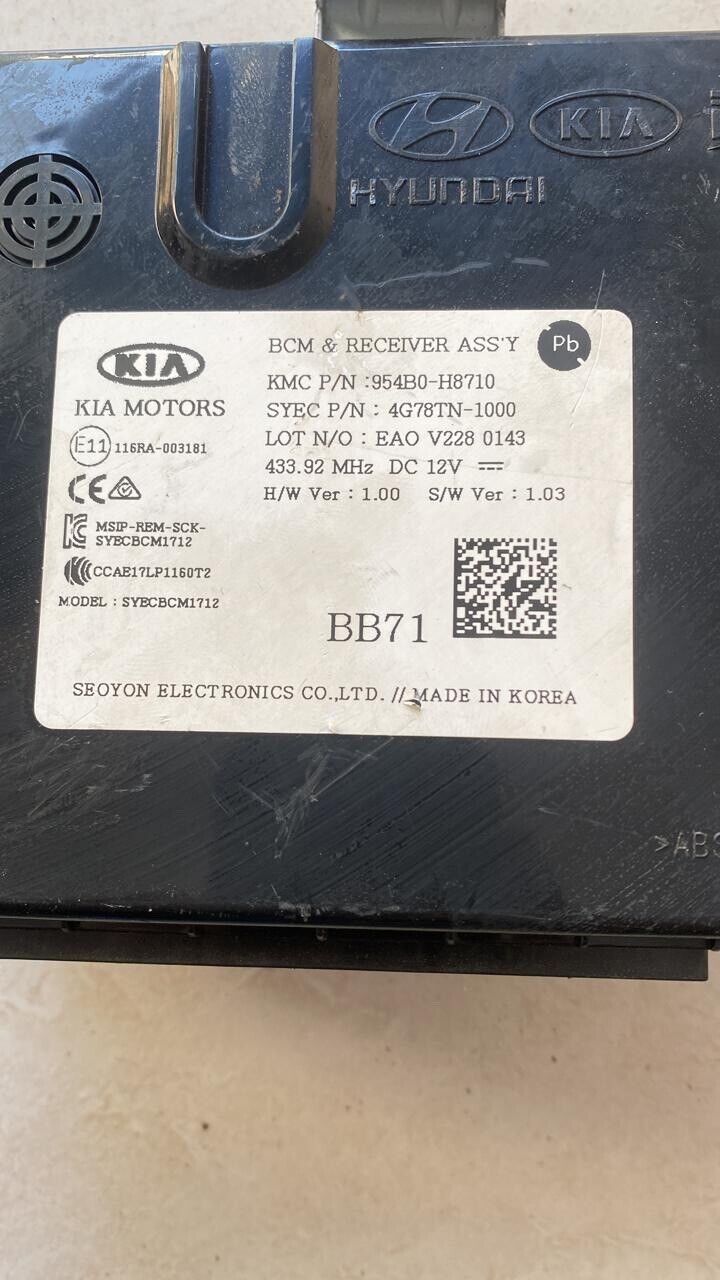 HYUNDAI
KIA
KIA
KIA MOTORS
BCM & RECEIVER ASS'Y
Pb
KMC P/N :954B0-H8710
SYEC P/N : 4G78TN-1000
LOT N/O : EAO V228 0143
433.92 MHz DC 12V
H/W Ver : 1.00 S/W Ver : 1.03
E11 116RA-003181
CE
MSIP-REM-SCK-
SYECBCM1712
CCAE17LP1160T2
MODEL : SYECBCM1712
BB71
SEOYON ELECTRONICS CO.,LTD. // MADE IN KOREA
>ABS